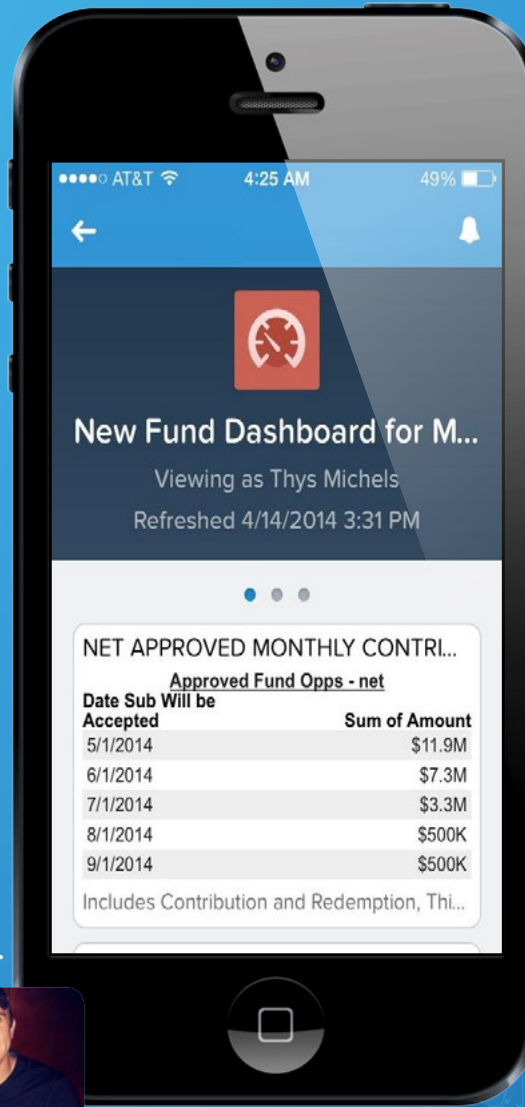 AT&T 4:25 AM 49%
New Fund Dashboard for M...
Viewing as Thys Michels
Refreshed 4/14/2014 3:31 PM
NET APPROVED MONTHLY CONTRI...
Approved Fund Opps - net
Date Sub Will be
Accepted Sum of Amount
5/1/2014 $11.9M
6/1/2014 $7.3M
7/1/2014 $3.3M
8/1/2014 $500K
9/1/2014 $500K
Includes Contribution and Redemption, Thi...